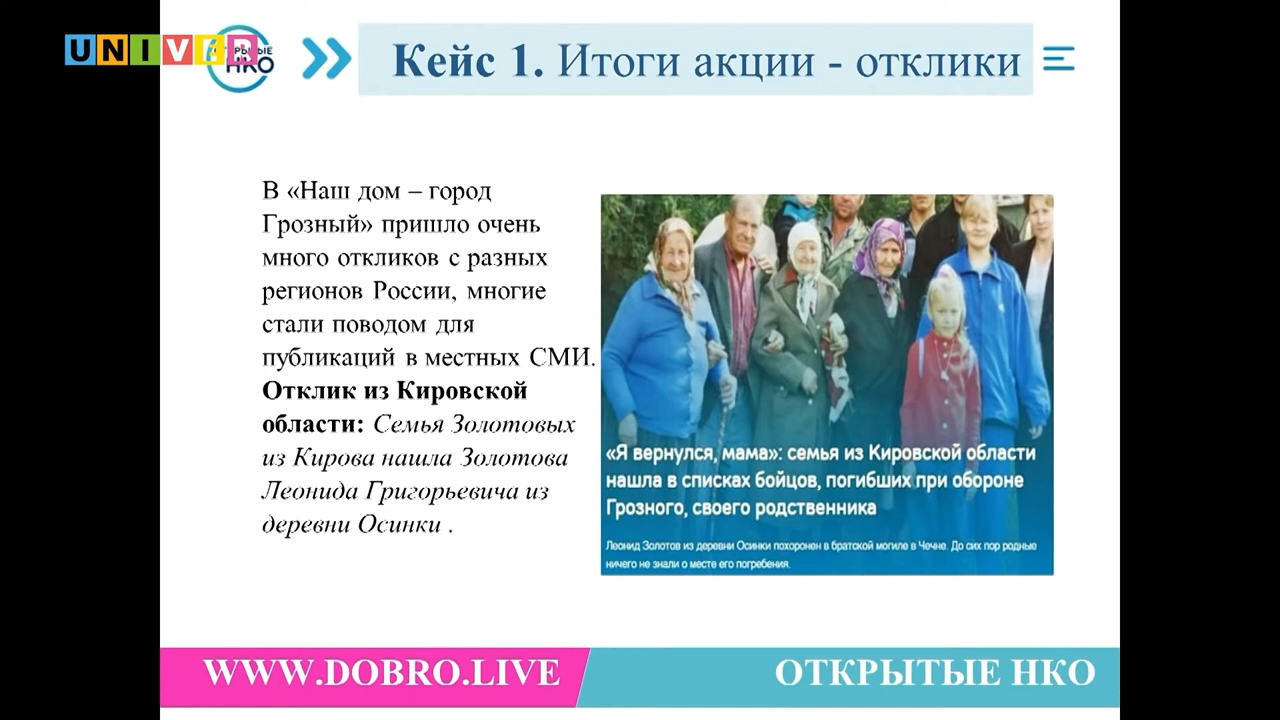 UNIVER
НКО
Кейс 1. Итоги акции - отклики
В «Наш дом – город
Грозный» пришло очень
много откликов с разных
регионов России, многие
стали поводом для
публикаций в местных СМИ.
Отклик из Кировской
области: Семья Золотовых
из Кирова нашла Золотова
Леонида Григорьевича из
деревни Осинки .
«Я вернулся, мама»: семья из Кировской области
нашла в списках бойцов, погибших при обороне
Грозного, своего родственника
Леонид Золотов из деревни Осинки похоронен в братской могиле в Чечне. До сих пор родные
ничего не знали о месте его погребения.
WWW.DOBRO.LIVE
ОТКРЫТЫЕ НКО